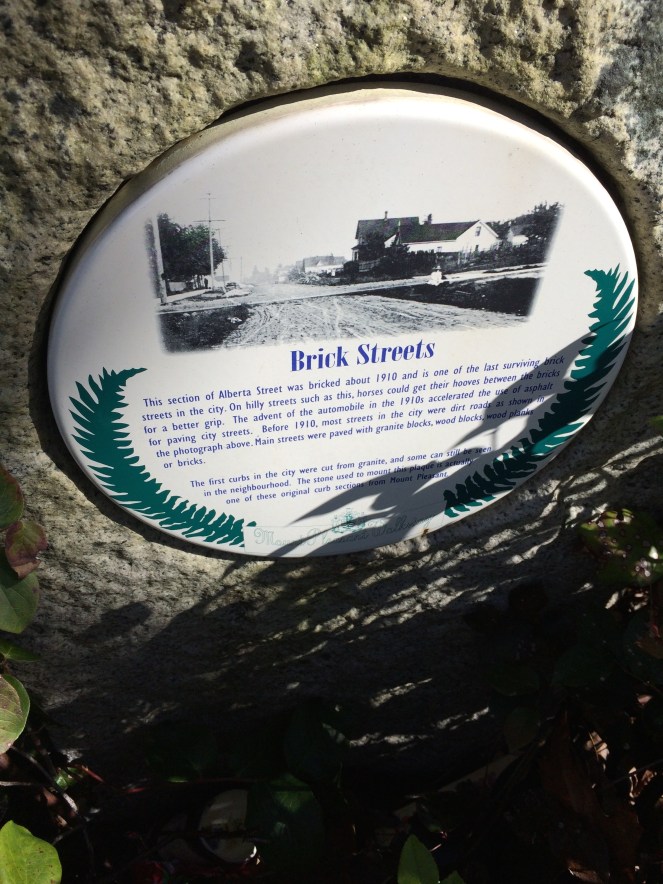 Brick Streets
This section of Alberta Street was bricked about 1910 and is one of the last surviving brick
streets in the city. On hilly streets such as this, horses could get their hooves between the bricks
for a better grip. The advent of the automobile in the 1910s accelerated the use of asphalt
for paving city streets. Before 1910, most streets in the city were dirt roads as shown in
the photograph above. Main streets were paved with granite blocks, wood blocks, wood planks
or bricks.
The first curbs in the city were cut from granite, and some can still be seen
in the neighbourhood. The stone used to mount this plaque is actually
one of these original curb sections from Mount Pleasant.